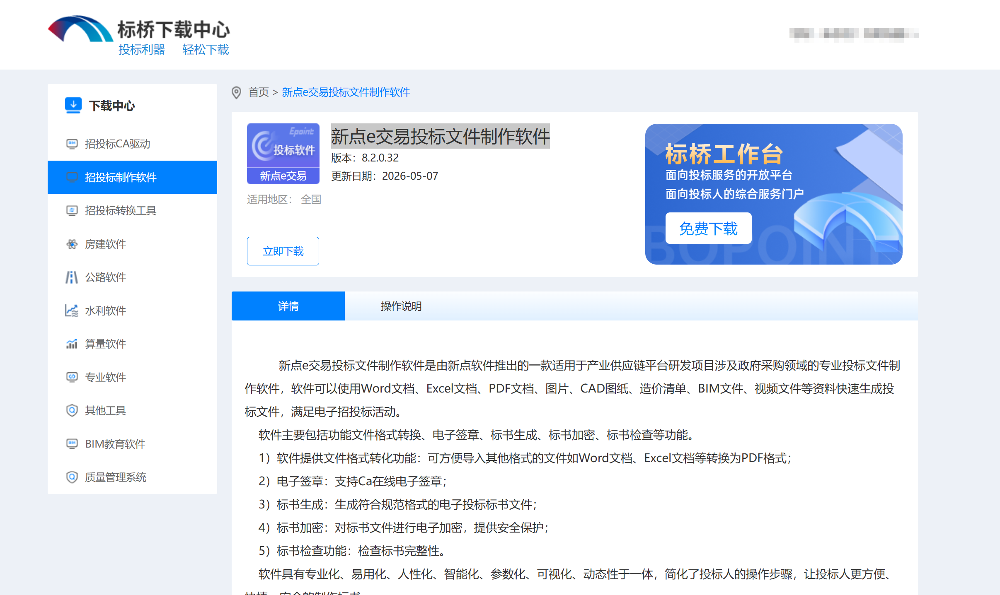 标桥下载中心
投标利器 轻松下载
下载中心
招投标CA驱动
招投标制作软件
招投标转换工具
房建软件
公路软件
水利软件
算量软件
专业软件
其他工具
BIM教育软件
质量管理系统
首页 > 新点e交易投标文件制作软件
Epoint
投标软件
新点e交易
新点e交易投标文件制作软件
版本：8.2.0.32
更新日期：2026-05-07
适用地区： 全国
立即下载
标桥工作台
面向投标服务的开放平台
面向投标人的综合服务门户
免费下载
BOPOINT
详情 操作说明
新点e交易投标文件制作软件是由新点软件推出的一款适用于产业供应链平台研发项目涉及政府采购领域的专业投标文件制
作软件，软件可以使用Word文档、Excel文档、PDF文档、图片、CAD图纸、造价清单、BIM文件、视频文件等资料快速生成投
标文件，满足电子招投标活动。
软件主要包括功能文件格式转换、电子签章、标书生成、标书加密、标书检查等功能。
1）软件提供文件格式转化功能：可方便导入其他格式的文件如Word文档、Excel文档等转换为PDF格式；
2）电子签章：支持Ca在线电子签章；
3）标书生成：生成符合规范格式的电子投标标书文件；
4）标书加密：对标书文件进行电子加密，提供安全保护；
5）标书检查功能：检查标书完整性。
软件具有专业化、易用化、人性化、智能化、参数化、可视化、动态性于一体，简化了投标人的操作步骤，让投标人更方便、